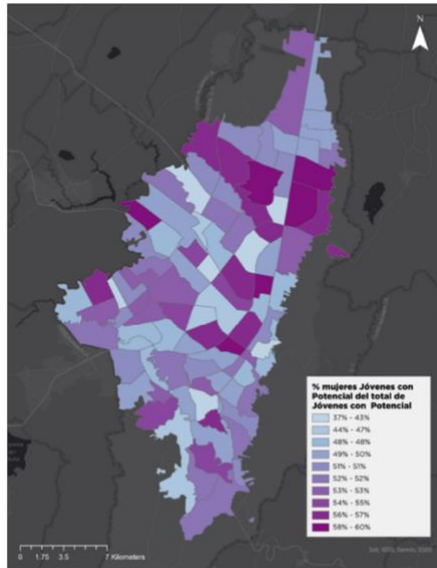 N
% mujeres Jóvenes con
Potencial del total de
Jóvenes con Potencial
37% - 43%
44% - 47%
48% - 48%
49% - 50%
51% - 51%
52% - 52%
53% - 53%
54% - 55%
56% - 57%
58% - 60%
0 1.75 3.5 7 Kilometers